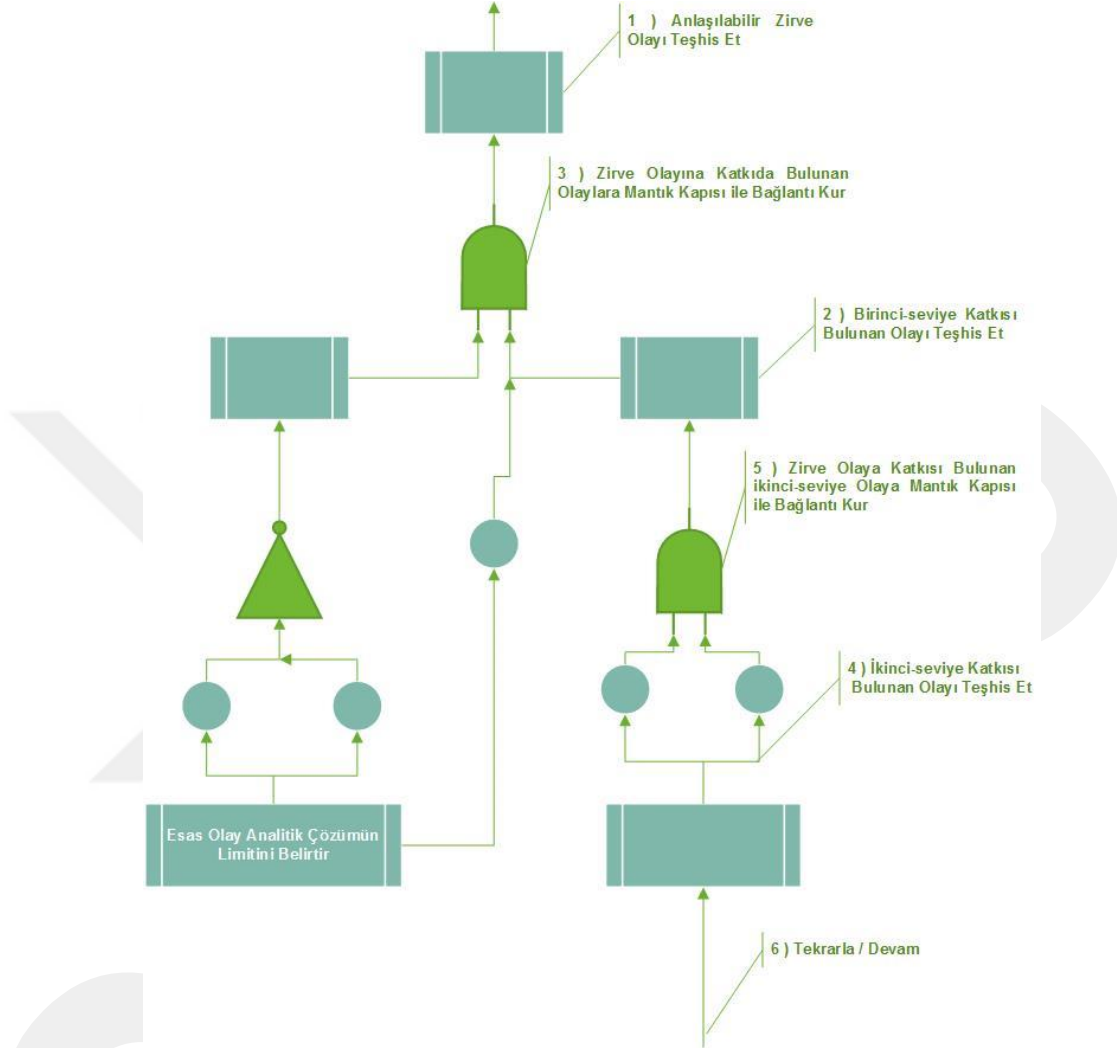 1 ) Anlaşılabilir Zirve
Olayı Teşhis Et
3 ) Zirve Olayına Katkıda Bulunan
Olaylara Mantık Kapısı ile Bağlantı Kur
2 ) Birinci-seviye Katkısı
Bulunan Olayı Teşhis Et
5 ) Zirve Olaya Katkısı Bulunan
ikinci-seviye Olaya Mantık Kapısı
ile Bağlantı Kur
4 ) İkinci-seviye Katkısı
Bulunan Olayı Teşhis Et
Esas Olay Analitik Çözümün
Limitini Belirtir
6 ) Tekrarla / Devam